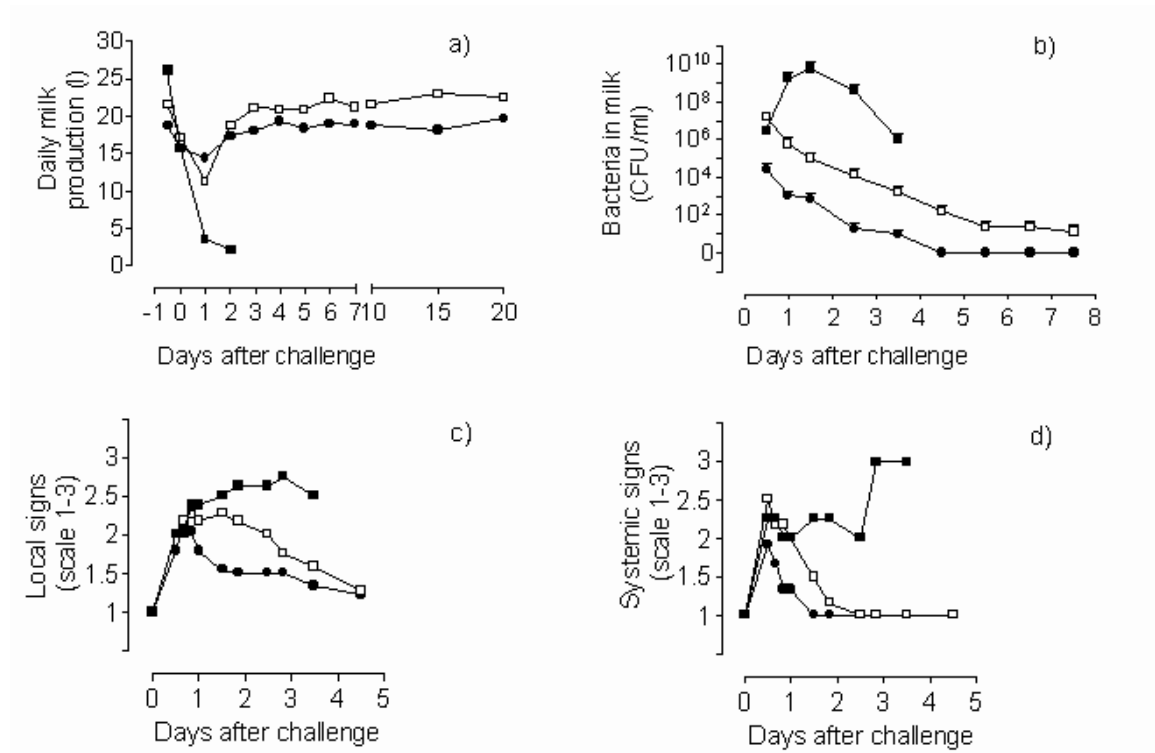 a)
30
25
20
15
10
5
0
Daily milk
production (l)
-1 0 1 2 3 4 5 6 7 10 15 20
Days after challenge
b)
10^10
10^8
10^6
10^4
10^2
0
Bacteria in milk
(CFU/ml)
0 1 2 3 4 5 6 7 8
Days after challenge
c)
3
2.5
2
1.5
1
Local signs
(scale 1-3)
0 1 2 3 4 5
Days after challenge
d)
3
2.5
2
1.5
1
Systemic signs
(scale 1-3)
0 1 2 3 4 5
Days after challenge